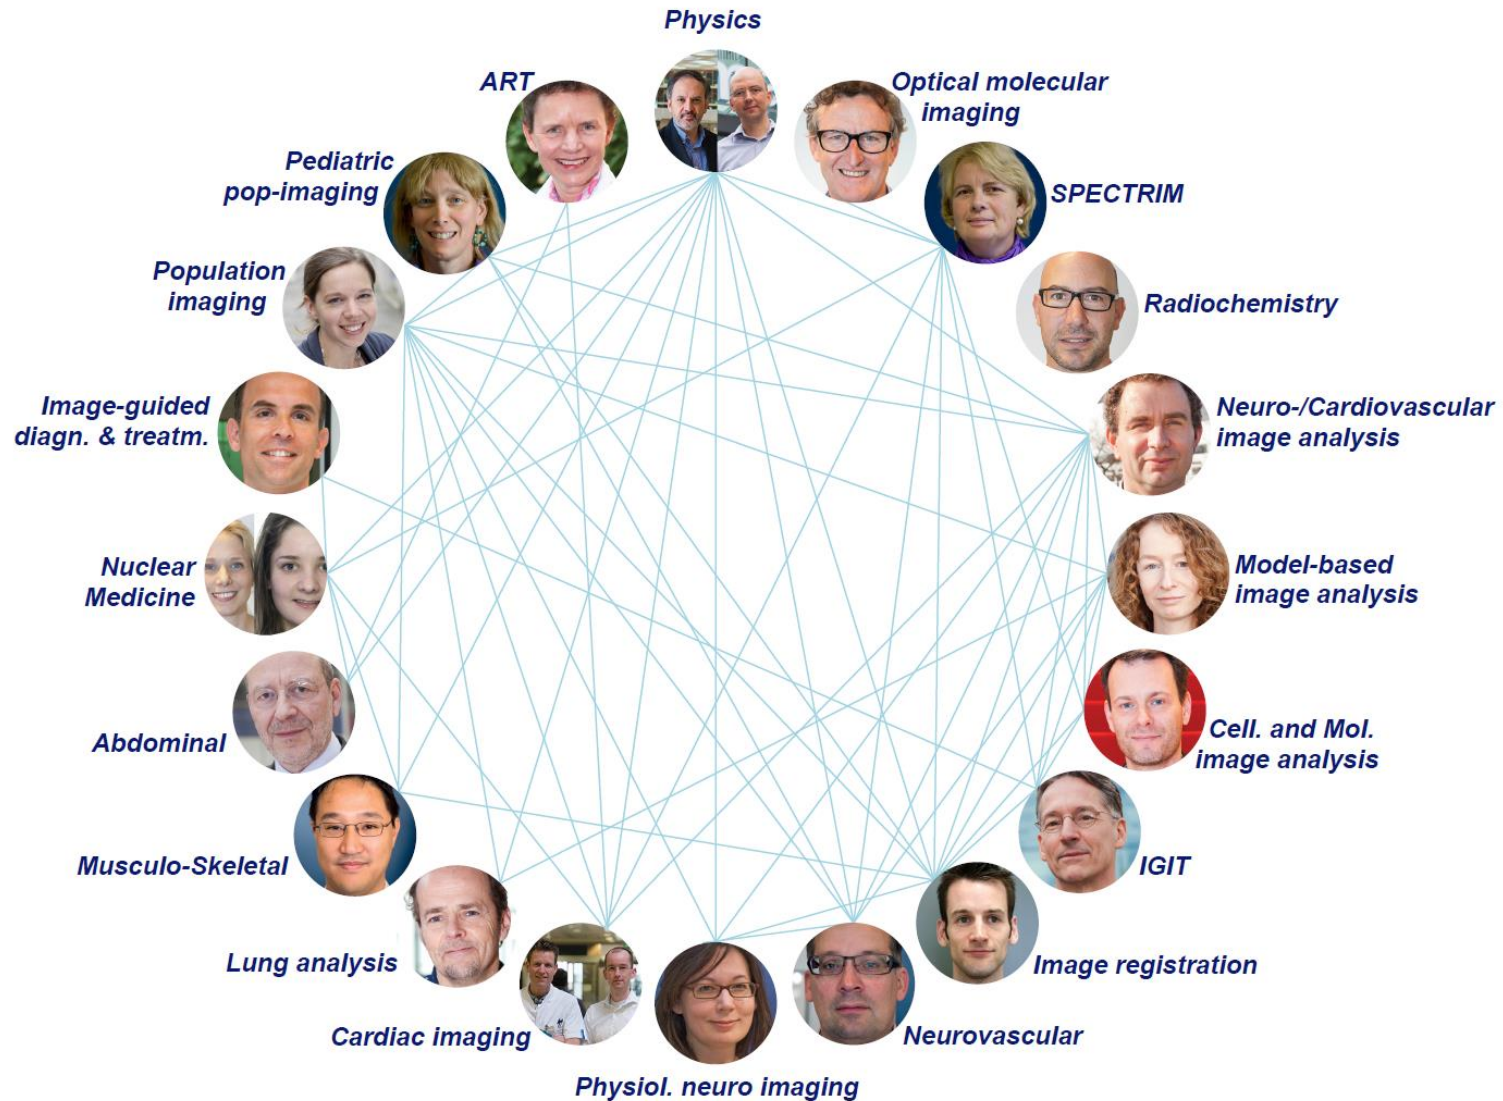 Physics
ART
Optical molecular
imaging
Pediatric
pop-imaging
SPECTRIM
Population
imaging
Radiochemistry
Image-guided
diagn. & treatm.
Neuro-/Cardiovascular
image analysis
Nuclear
Medicine
Model-based
image analysis
Abdominal
Cell. and Mol.
image analysis
Musculo-Skeletal
IGIT
Lung analysis
Image registration
Cardiac imaging
Neurovascular
Physiol. neuro imaging